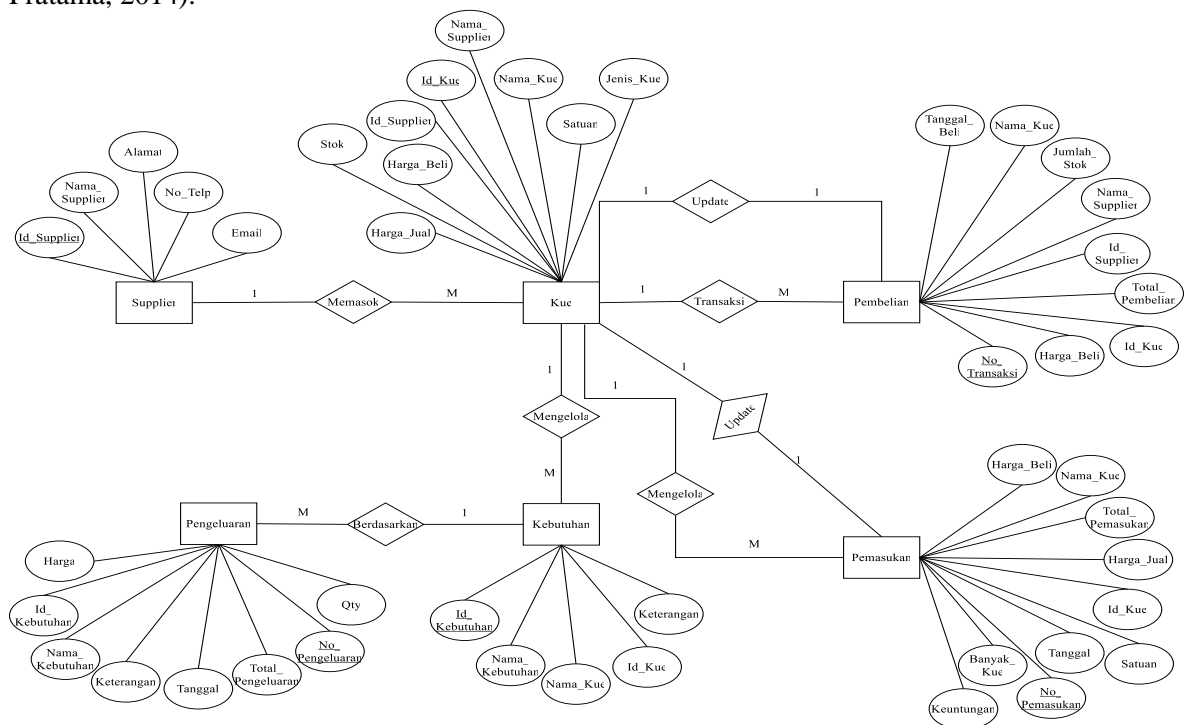 Pratama, 2014).
Nama_
Supplier
Id_Kue
Nama_Kue
Jenis_Kue
Id_Supplier
Satuan
Stok
Harga_Beli
Harga_Jual
Alamat
Nama_
Supplier
No_Telp
Id_Supplier
Email
Tanggal_
Beli
Nama_Kue
Jumlah_
Stok
Nama_
Supplier
Id_
Supplier
Total_
Pembelian
Id_Kue
Harga_Beli
No_
Transaksi
1
Update
1
Supplier
1
Memasok
M
Kue
1
Transaksi
M
Pembelian
1
Mengelola
M
1
Mengelola
M
1
Update
1
Pengeluaran
M
Berdasarkan
1
Kebutuhan
Pemasukan
Harga
Id_
Kebutuhan
Nama_
Kebutuhan
Keterangan
Tanggal
Total_
Pengeluaran
No_
Pengeluaran
Qty
Id_
Kebutuhan
Nama_
Kebutuhan
Nama_Kue
Id_Kue
Keterangan
Harga_Beli
Nama_Kue
Total_
Pemasukan
Harga_Jual
Id_Kue
Satuan
Tanggal
No_
Pemasukan
Banyak_
Kue
Keuntungan